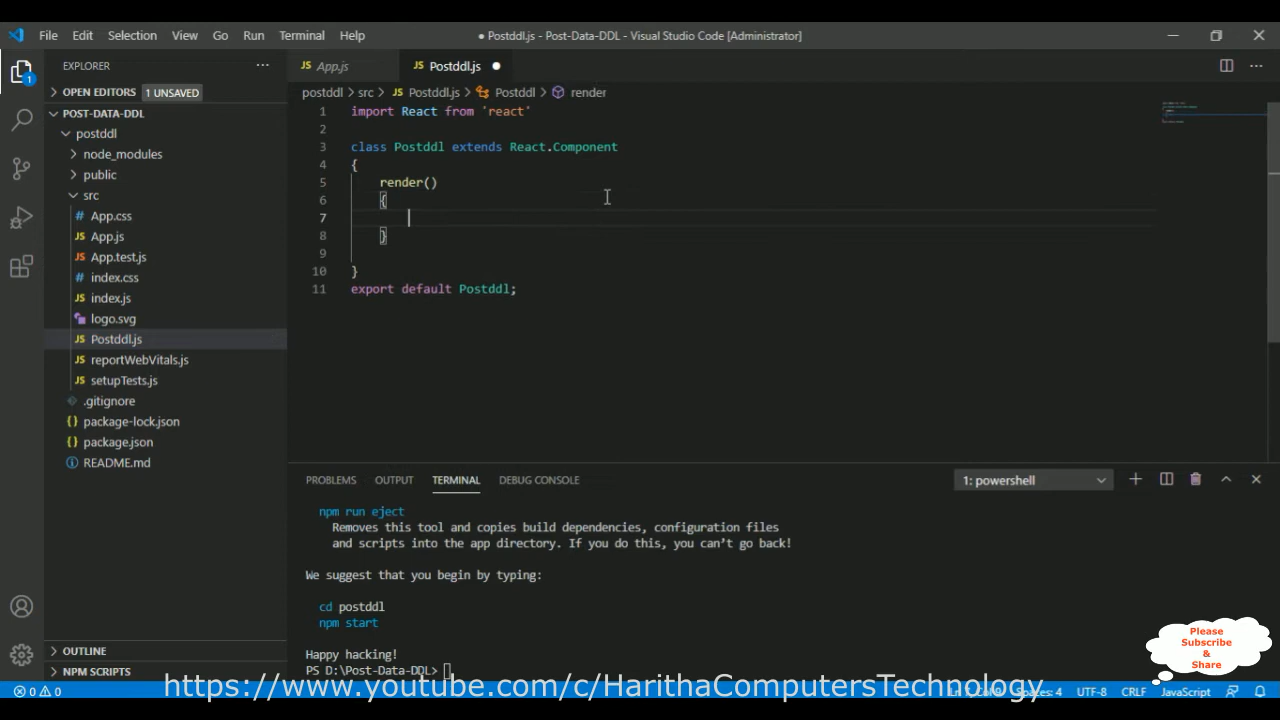 File Edit Selection View Go Run Terminal Help
● Postddl.js - Post-Data-DDL - Visual Studio Code [Administrator]
EXPLORER
OPEN EDITORS 1 UNSAVED
POST-DATA-DDL
postddl
node_modules
public
src
App.css
App.js
App.test.js
index.css
index.js
logo.svg
Postddl.js
reportWebVitals.js
setupTests.js
.gitignore
package-lock.json
package.json
README.md
OUTLINE
NPM SCRIPTS
JS App.js JS Postddl.js ●
postddl > src > JS Postddl.js > Postddl > render
1 import React from 'react'
2
3 class Postddl extends React.Component
4 {
5 render()
6 {
7
8 }
9
10 }
11 export default Postddl;
PROBLEMS OUTPUT TERMINAL DEBUG CONSOLE 1: powershell
npm run eject
Removes this tool and copies build dependencies, configuration files
and scripts into the app directory. If you do this, you can't go back!
We suggest that you begin by typing:
cd postddl
npm start
Happy hacking!
PS D:\Post-Data-DDL>
Please
Subscribe
&
Share
https://www.youtube.com/c/HarithaComputersTechnology
0 0 Spaces: 4 UTF-8 CRLF JavaScript